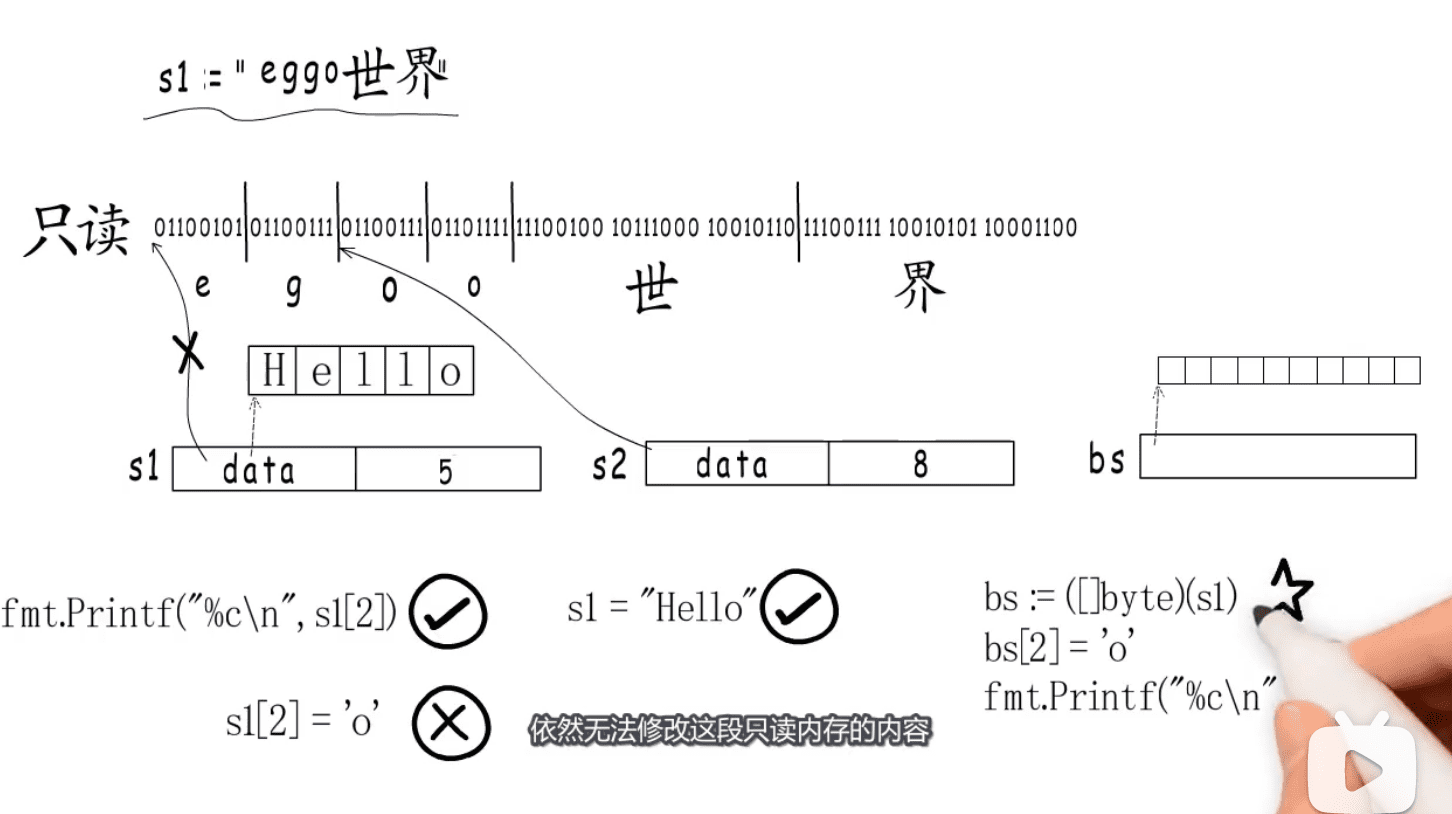 s1 := "eggo世界"
只读 01100101 01100111 01100111 01101111 11100100 10111000 10010110 11100111 10010101 10001100
e g o o 世 界
H e l l o
s1 data 5
s2 data 8
bs
fmt.Printf("%c\n", s1[2])
s1[2] = 'o'
s1 = "Hello"
bs := ([]byte)(s1)
bs[2] = 'o'
fmt.Printf("%c\n"
依然无法修改这段只读内存的内容